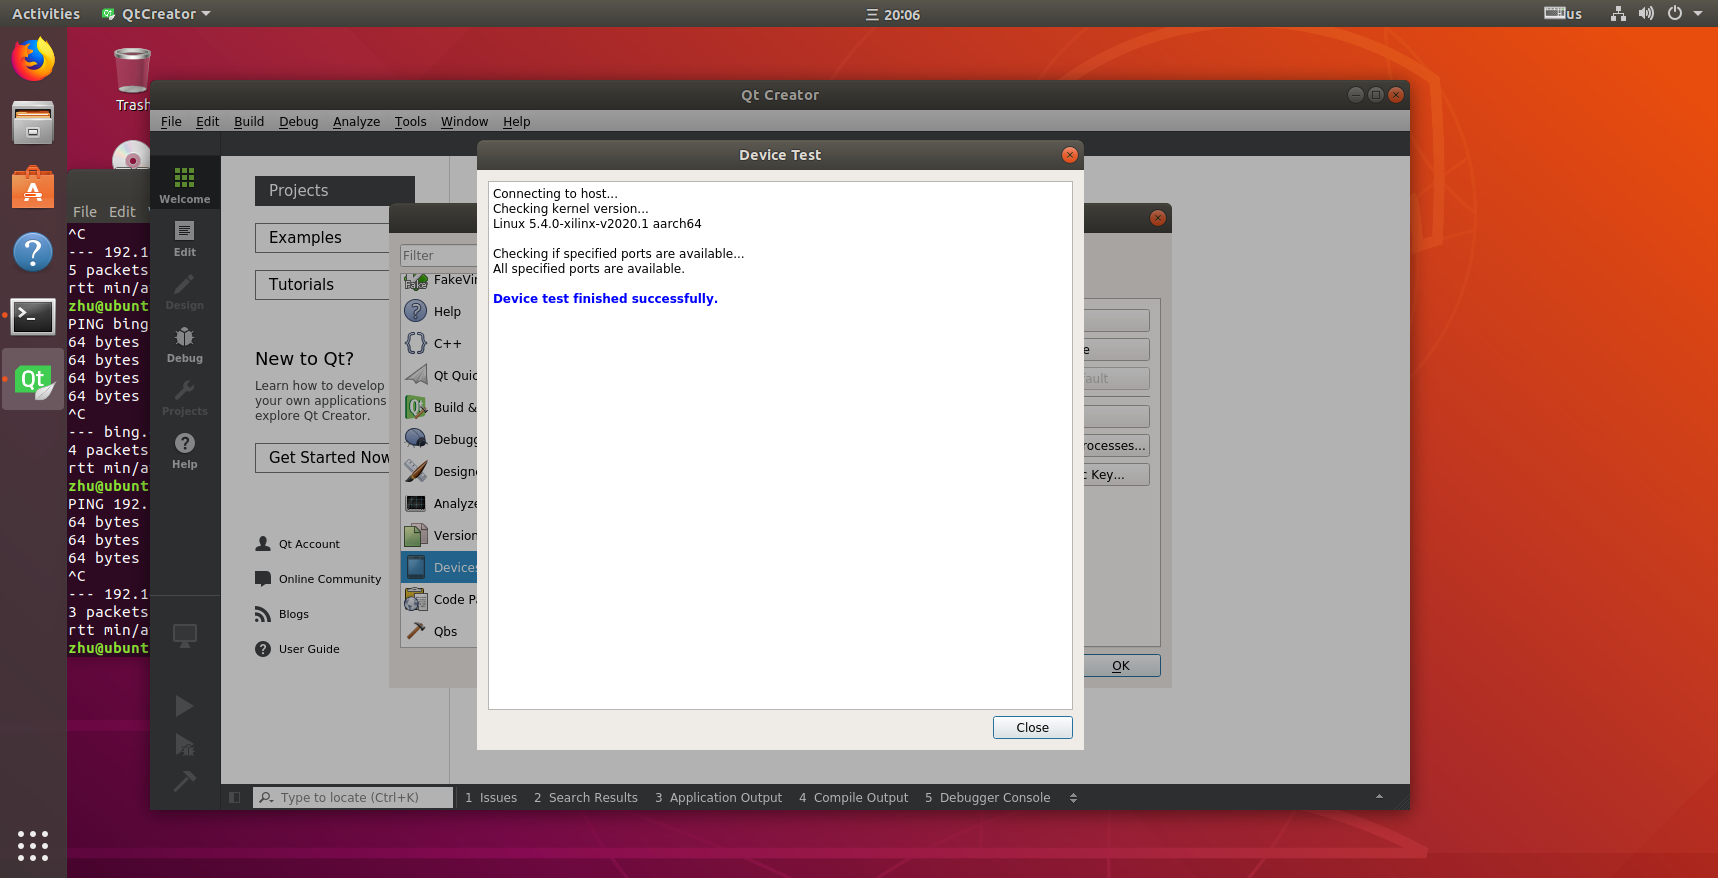 Activities
QtCreator
三 20:06
us
Trash
Qt Creator
File Edit Build Debug Analyze Tools Window Help
Welcome
Edit
Design
Debug
Projects
Help
Projects
Examples
Tutorials
New to Qt?
Learn how to develop
your own applications
explore Qt Creator.
Get Started Now
Qt Account
Online Community
Blogs
User Guide
File Edit
^C
--- 192.1
5 packets
rtt min/a
zhu@ubunt
PING bing.
64 bytes
64 bytes
64 bytes
64 bytes
^C
--- bing.
4 packets
rtt min/a
zhu@ubunt
PING 192.
64 bytes
64 bytes
64 bytes
^C
--- 192.1
3 packets
rtt min/a
zhu@ubunt
Filter
FakeVi
Help
C++
Qt Quic
Build &
Debugg
Designe
Analyze
Version
Devices
Code P
Qbs
Device Test
Connecting to host...
Checking kernel version...
Linux 5.4.0-xilinx-v2020.1 aarch64
Checking if specified ports are available...
All specified ports are available.
Device test finished successfully.
Close
e
ault
rocesses...
c Key...
OK
Type to locate (Ctrl+K)
1 Issues 2 Search Results 3 Application Output 4 Compile Output 5 Debugger Console
Qt